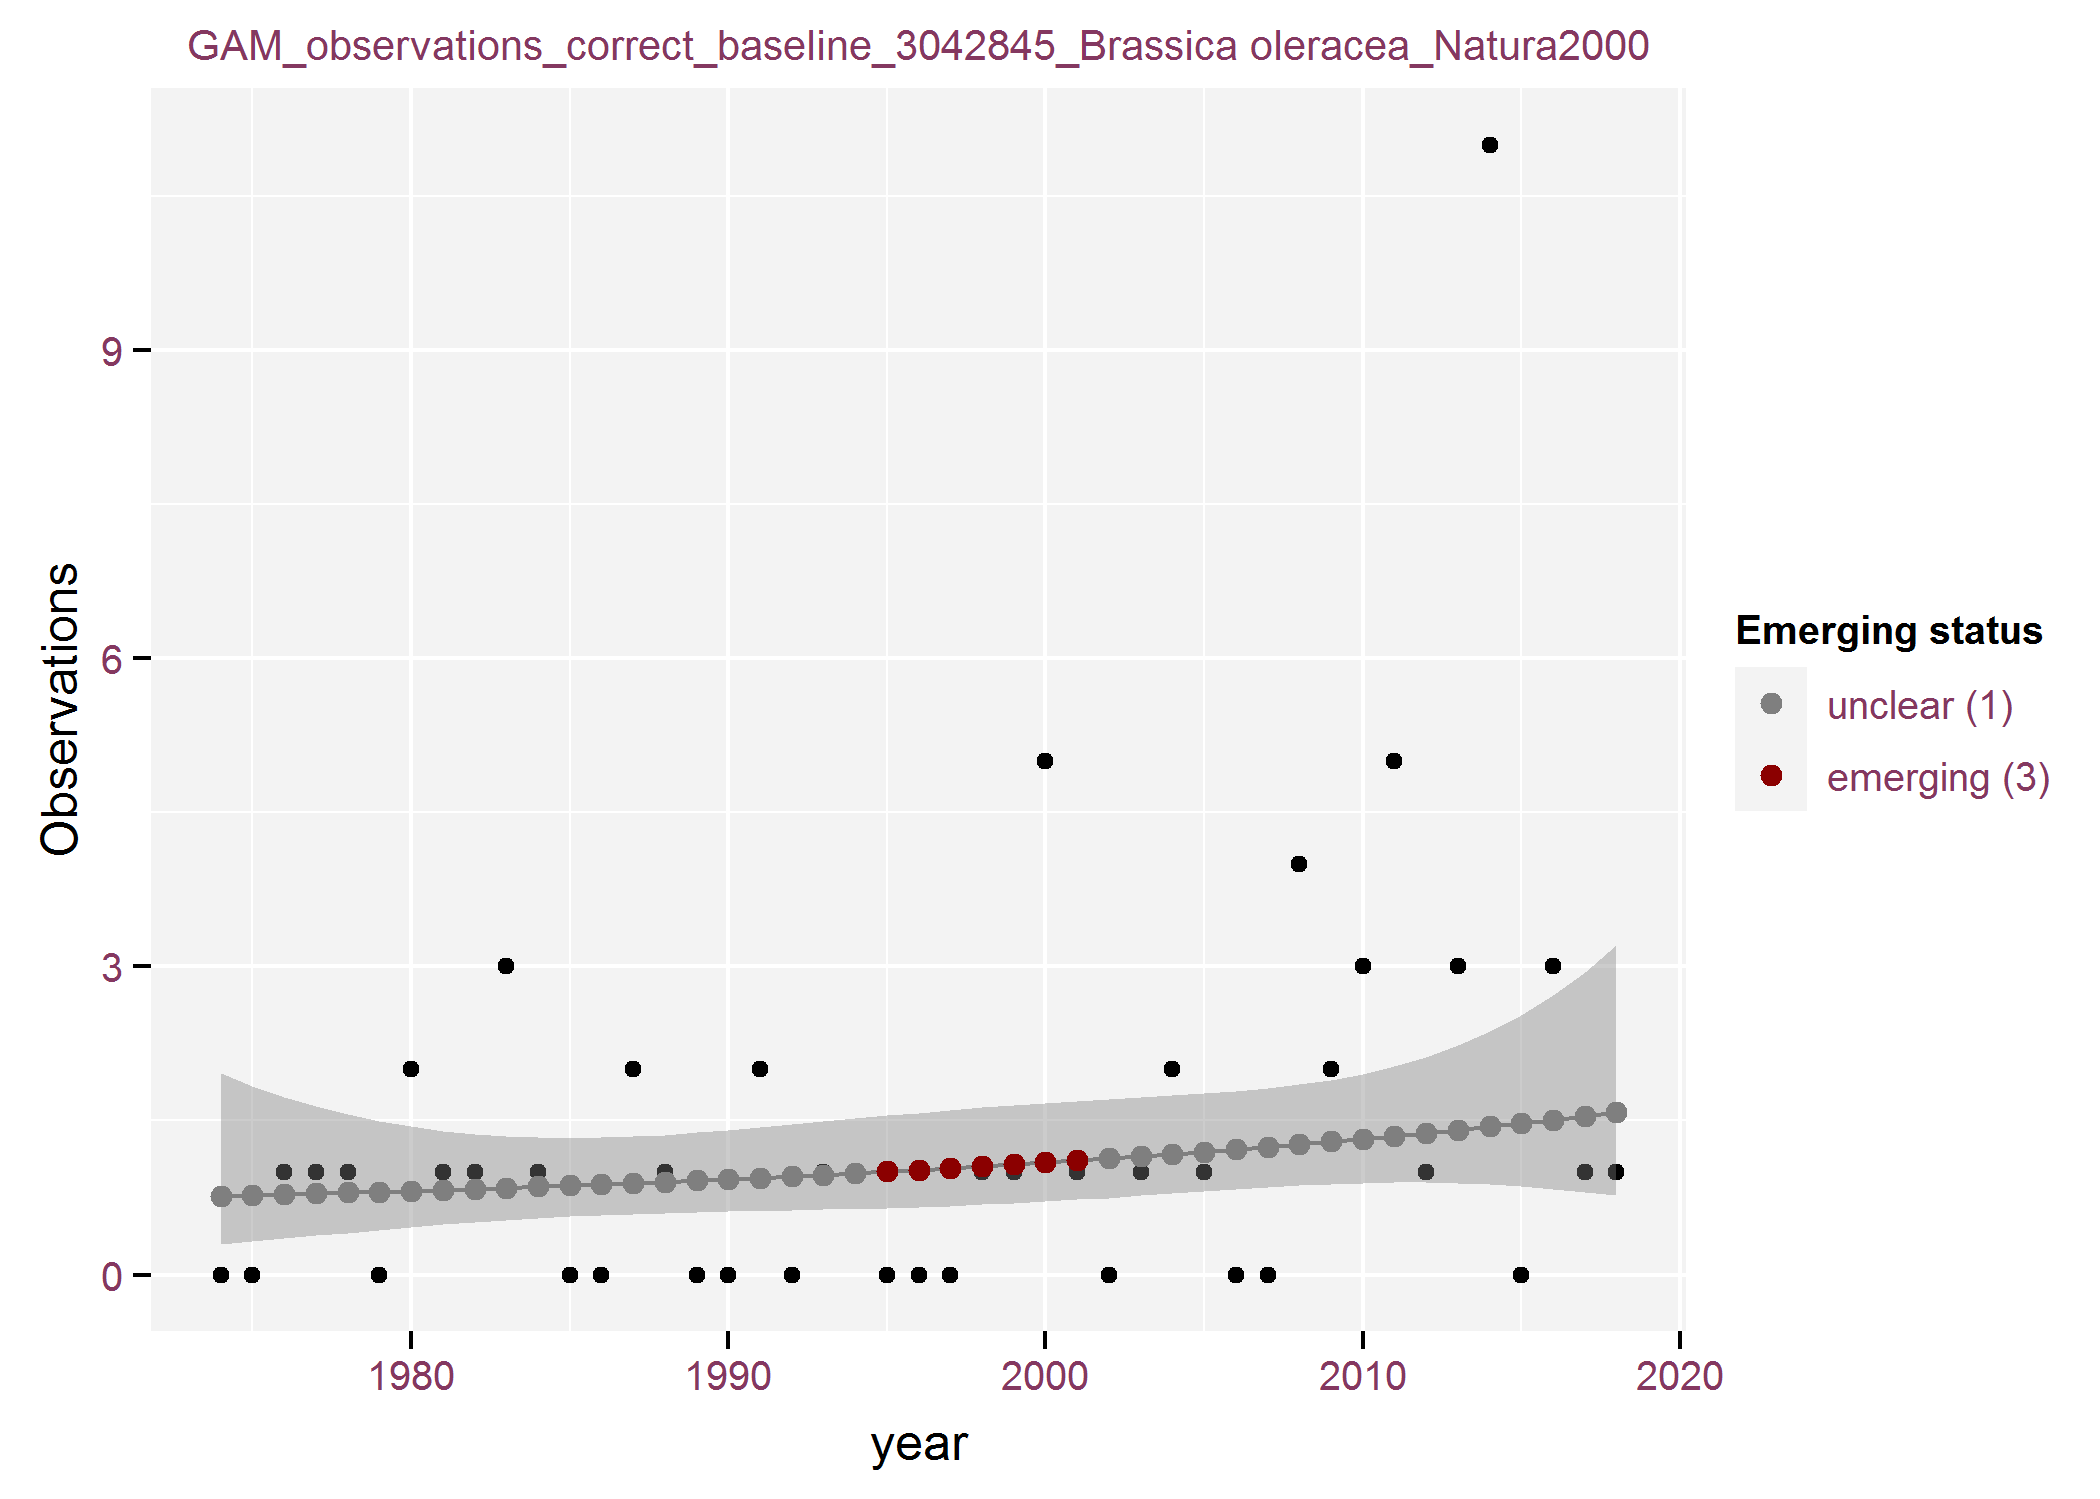 GAM_observations_correct_baseline_3042845_Brassica oleracea_Natura2000
Observations
9
6
3
0
1980
1990
2000
2010
2020
year
Emerging status
unclear (1)
emerging (3)